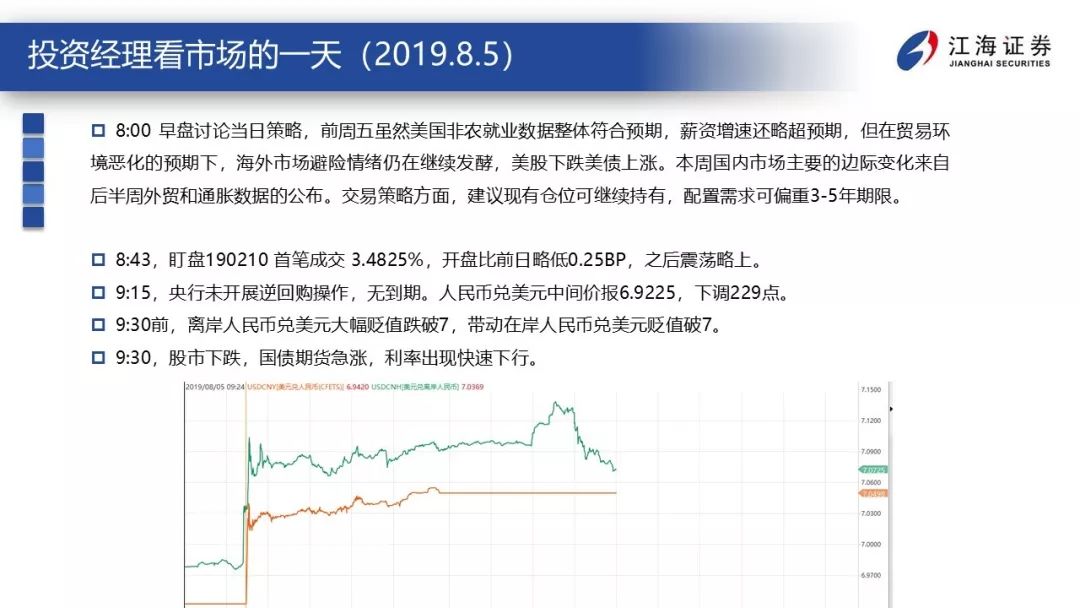 投资经理看市场的一天（2019.8.5）
江海证券
JIANGHAI SECURITIES
8:00 早盘讨论当日策略，前周五虽然美国非农就业数据整体符合预期，薪资增速还略超预期，但在贸易环
境恶化的预期下，海外市场避险情绪仍在继续发酵，美股下跌美债上涨。本周国内市场主要的边际变化来自
后半周外贸和通胀数据的公布。交易策略方面，建议现有仓位可继续持有，配置需求可偏重3-5年期限。
8:43，盯盘190210 首笔成交 3.4825%，开盘比前日略低0.25BP，之后震荡略上。
9:15，央行未开展逆回购操作，无到期。人民币兑美元中间价报6.9225，下调229点。
9:30前，离岸人民币兑美元大幅贬值跌破7，带动在岸人民币兑美元贬值破7。
9:30，股市下跌，国债期货急涨，利率出现快速下行。
2019/08/05 09:24 USDCNY[美元兑人民币(CFETS)] 6.9420 USDCNH[美元兑离岸人民币] 7.0369
7.1500
7.1200
7.0900
7.0725
7.0600
7.0498
7.0300
7.0000
6.9700